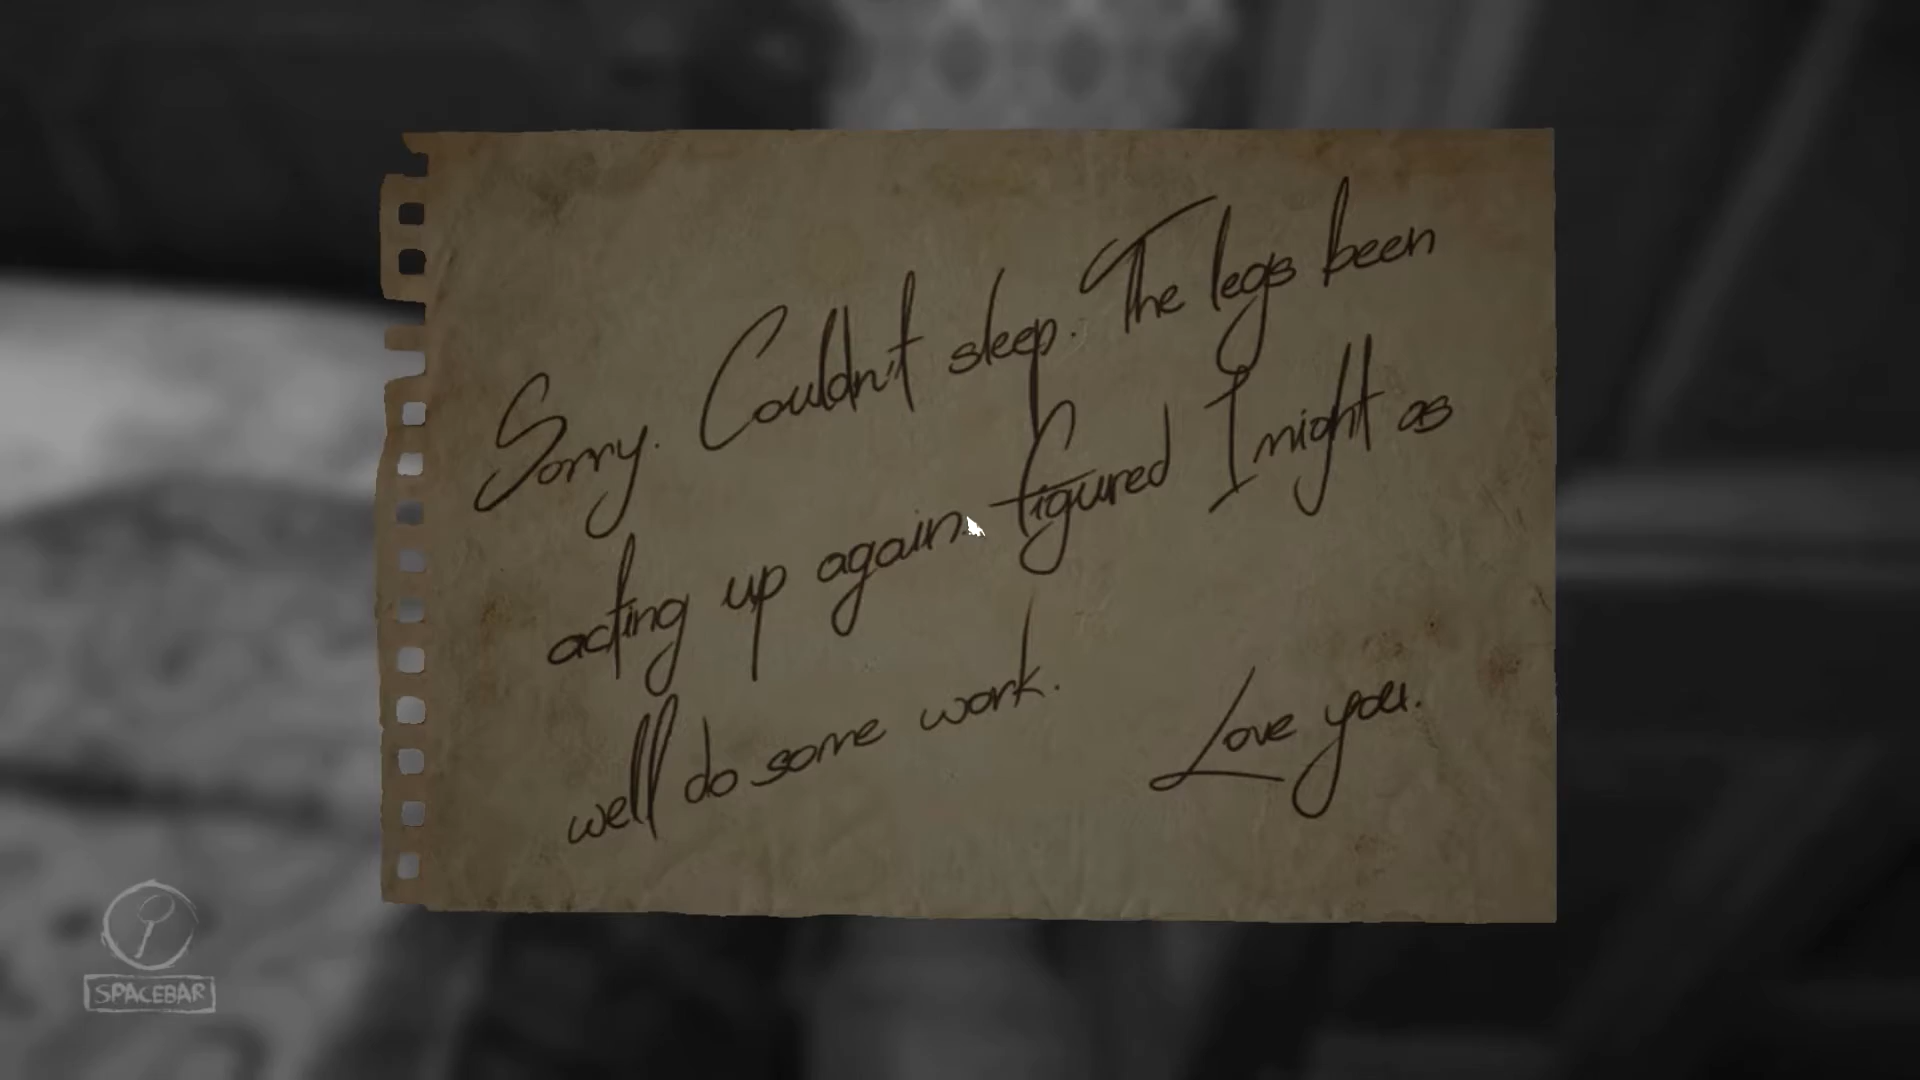 Sorry. Couldn't sleep. The legs been
acting up again. figured I might as
well do some work.
Love you.
SPACEBAR